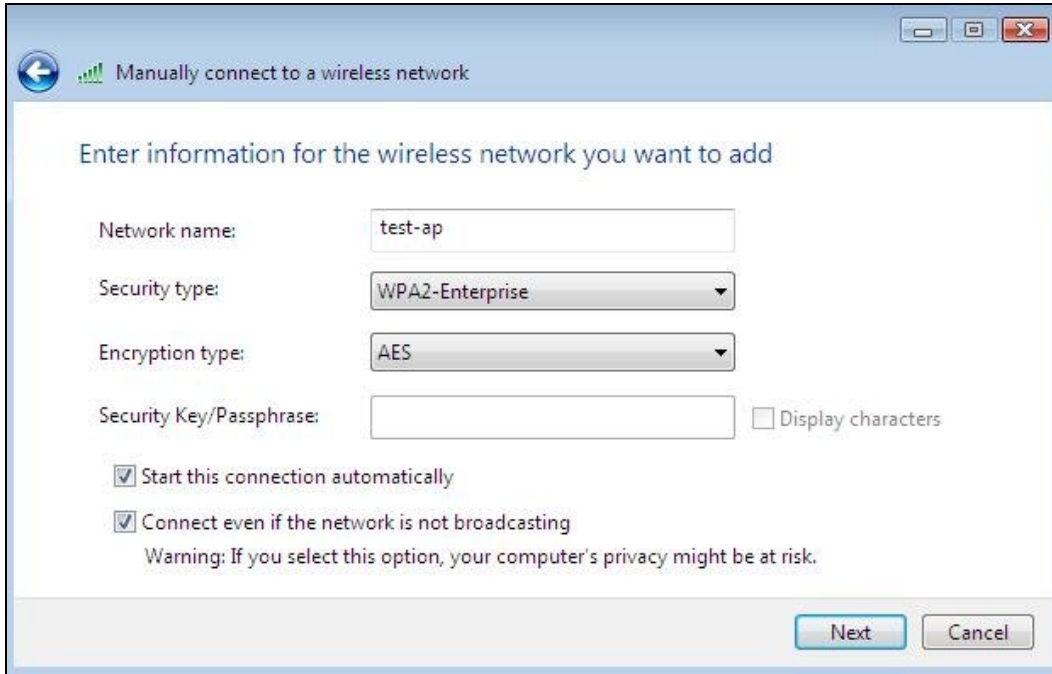 Manually connect to a wireless network
Enter information for the wireless network you want to add
Network name: test-ap
Security type: WPA2-Enterprise
Encryption type: AES
Security Key/Passphrase: Display characters
Start this connection automatically
Connect even if the network is not broadcasting
Warning: If you select this option, your computer's privacy might be at risk.
Next Cancel